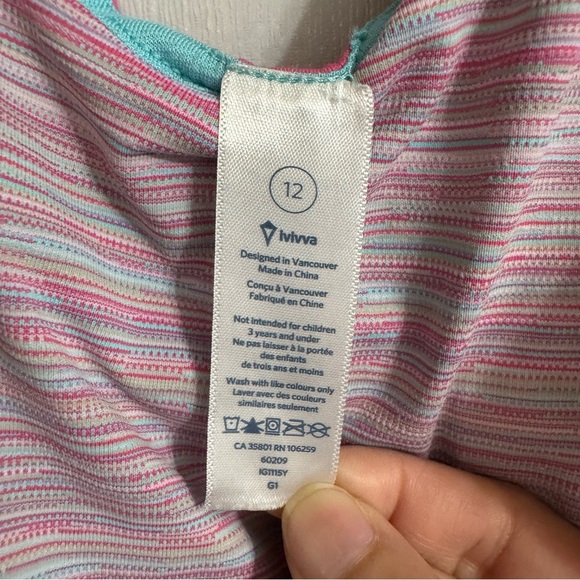 12
ivivva
Designed in Vancouver
Made in China
Conçu à Vancouver
Fabriqué en Chine
Not intended for children
3 years and under
Ne pas laisser à la portée
des enfants
de trois ans et moins
Wash with like colours only
Laver avec des couleurs
similaires seulement
CA 35801 RN 106259
60209
IG1115Y
G1